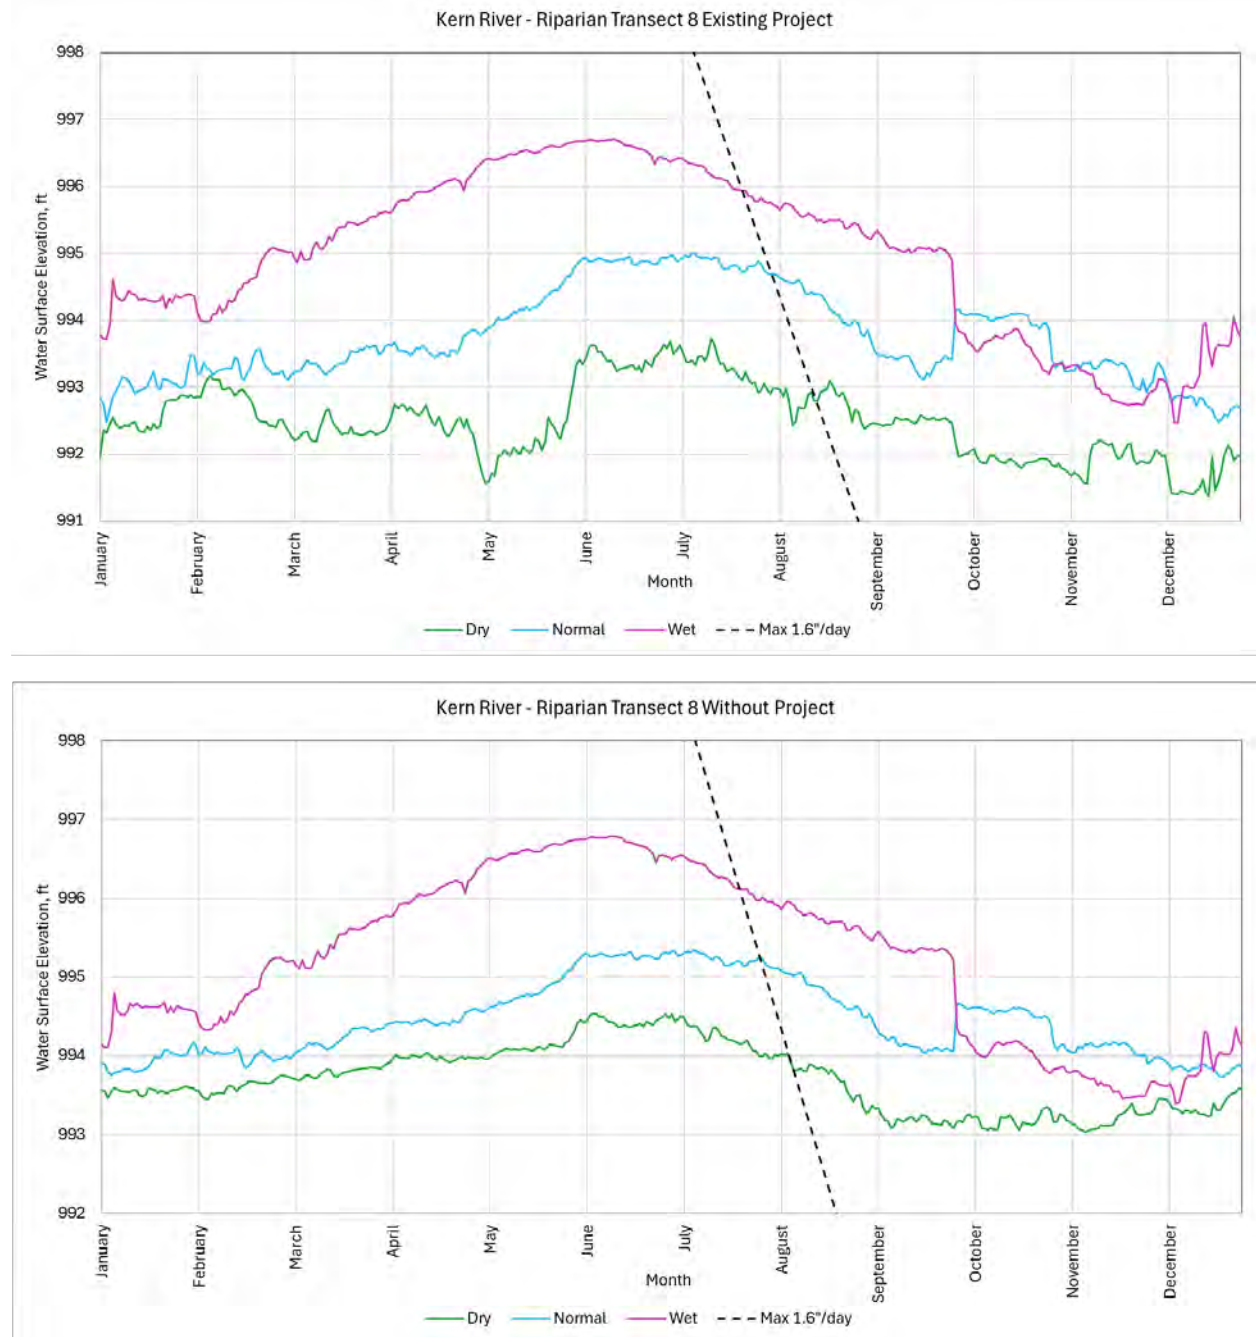 Kern River - Riparian Transect 8 Existing Project
Water Surface Elevation, ft
998
997
996
995
994
993
992
991
January
February
March
April
May
June
July
August
September
October
November
December
Month
Dry
Normal
Wet
Max 1.6"/day
Kern River - Riparian Transect 8 Without Project
Water Surface Elevation, ft
998
997
996
995
994
993
992
January
February
March
April
May
June
July
August
September
October
November
December
Month
Dry
Normal
Wet
Max 1.6"/day